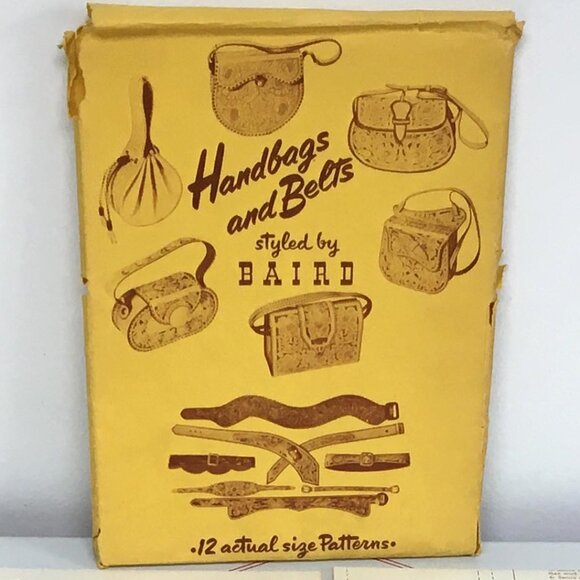 Handbags
and Belts
styled by
BAIRD
•12 actual size Patterns•